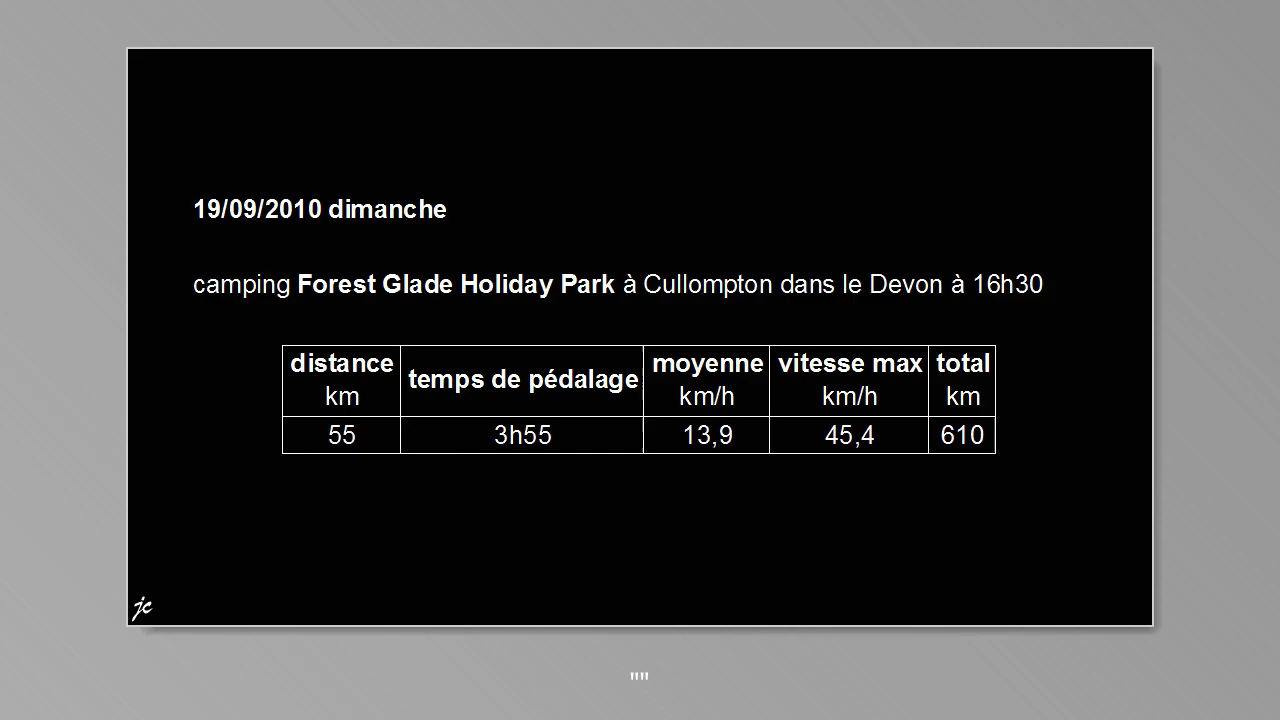 19/09/2010 dimanche
camping Forest Glade Holiday Park à Cullompton dans le Devon à 16h30
distance km temps de pédalage moyenne km/h vitesse max km/h total km
55 3h55 13,9 45,4 610
jc
""